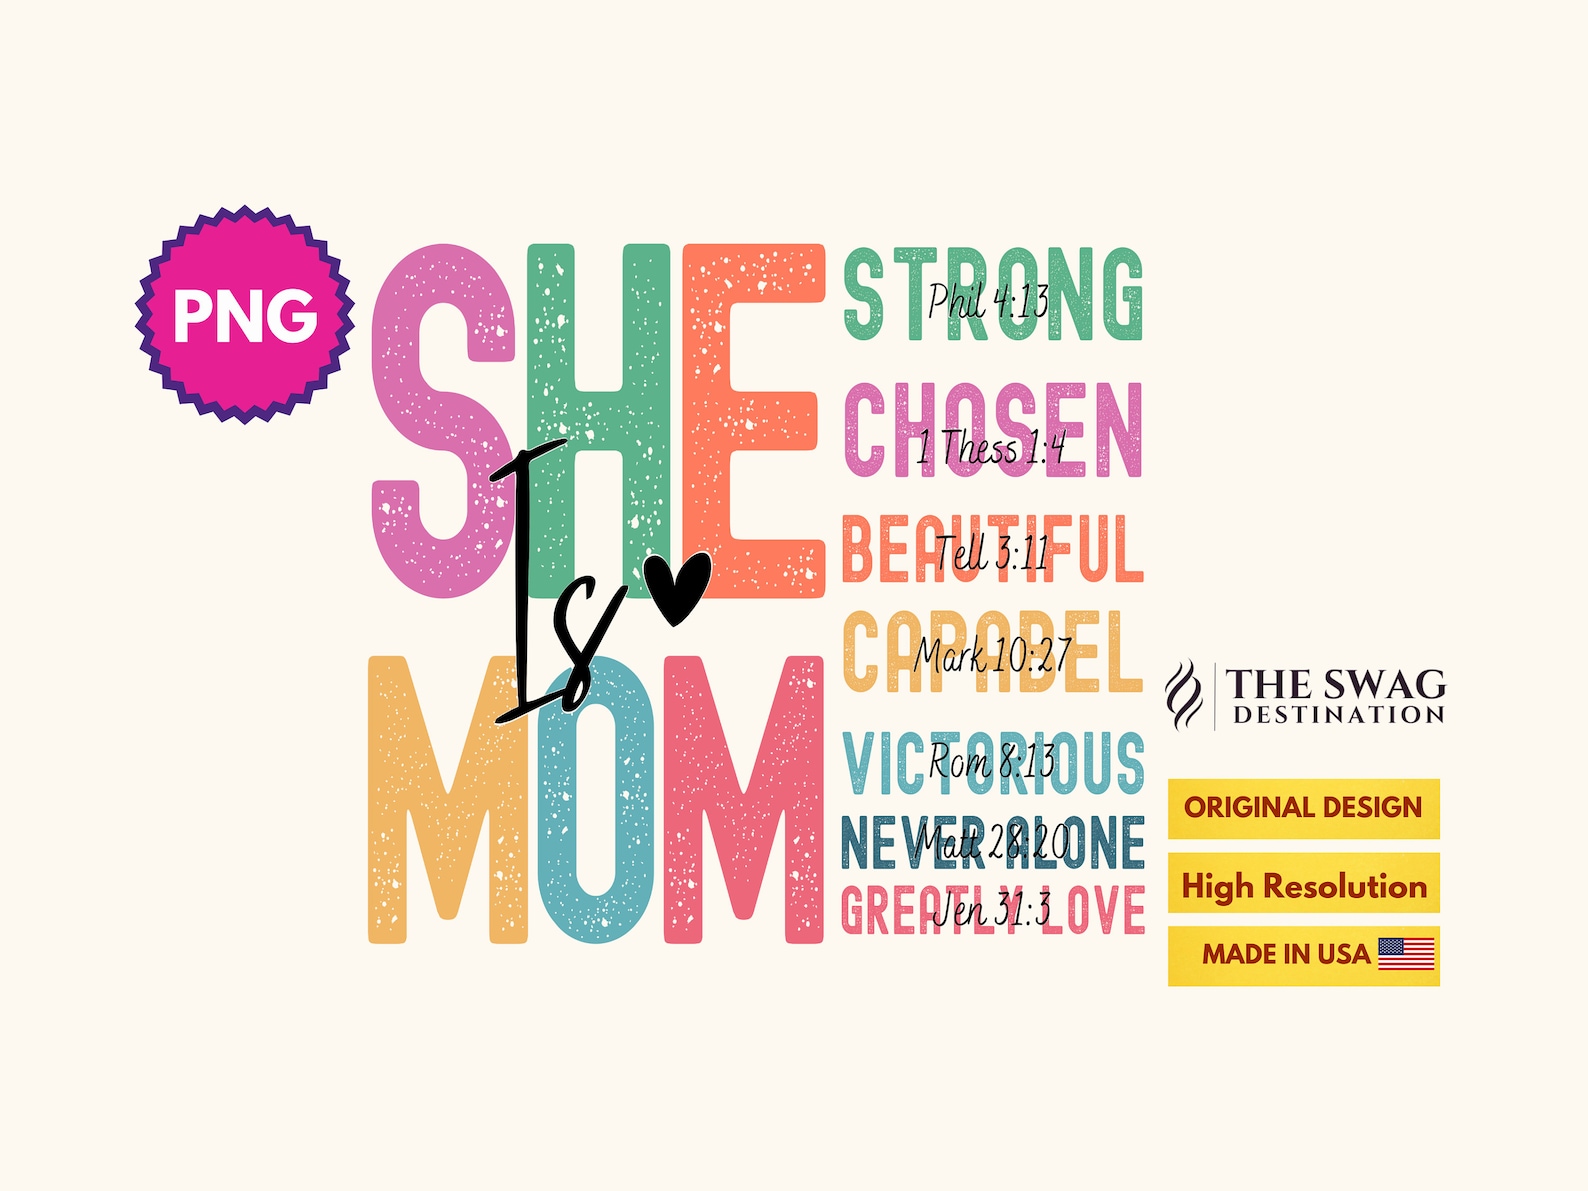 PNG
SHE
Is
MOM
STRONG
Phil 4:13
CHOSEN
1 Thess 1:4
BEAUTIFUL
Tell 3:11
CAPABEL
Mark 10:27
VICTORIOUS
Rom 8:13
NEVER ALONE
Matt 28:20
GREATLY LOVE
Jen 31:3
THE SWAG
DESTINATION
ORIGINAL DESIGN
High Resolution
MADE IN USA